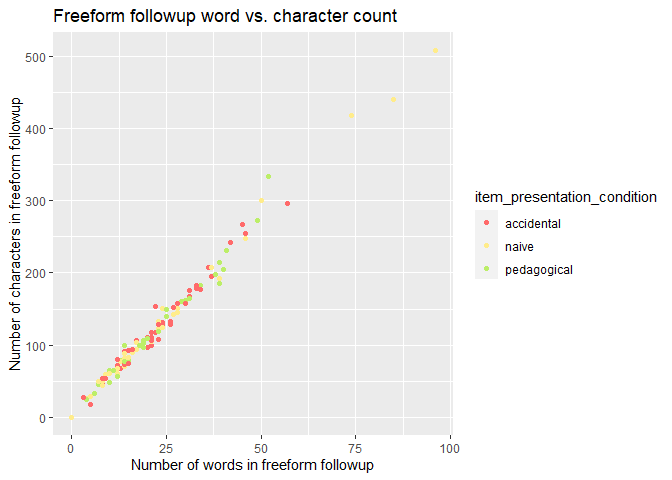 Freeform followup word vs. character count
Number of characters in freeform followup
500
400
300
200
100
0
0 25 50 75 100
Number of words in freeform followup
item_presentation_condition
accidental
naive
pedagogical